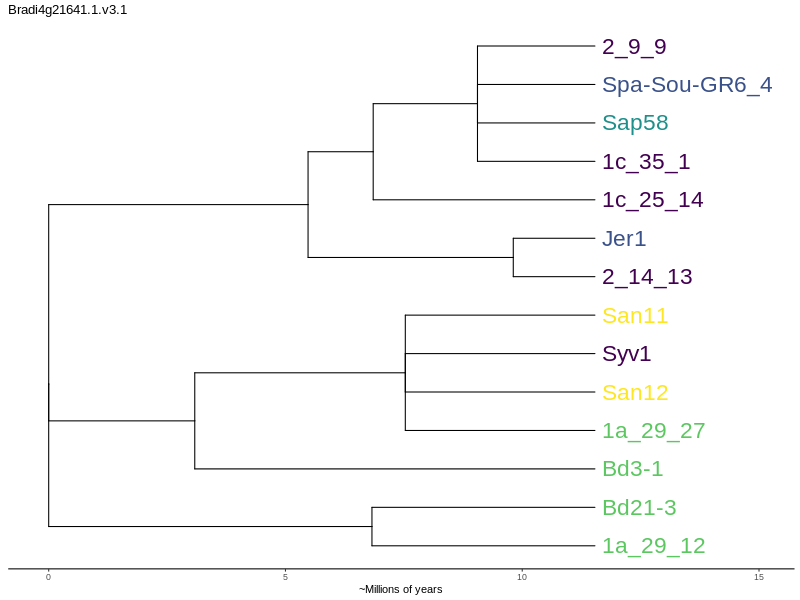 Bradi4g21641.1.v3.1
2_9_9
Spa-Sou-GR6_4
Sap58
1c_35_1
1c_25_14
Jer1
2_14_13
San11
Syv1
San12
1a_29_27
Bd3-1
Bd21-3
1a_29_12
0 5 10 15
~Millions of years